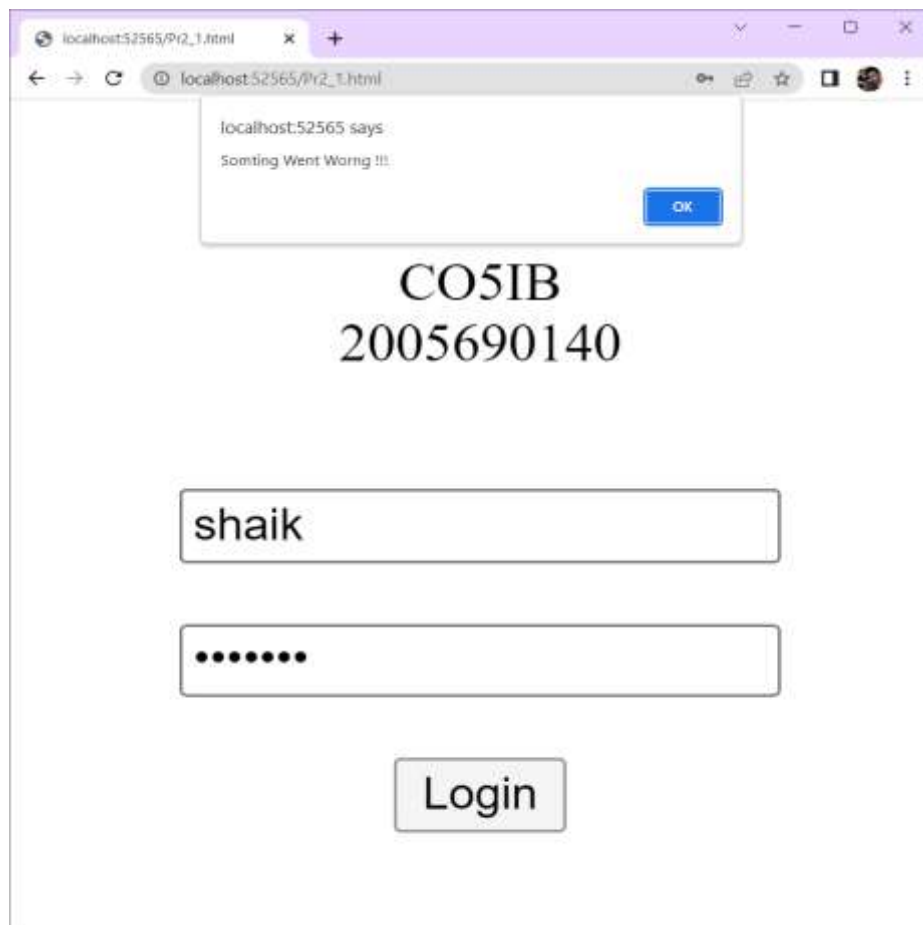 localhost:52565/Pr2_1.html
localhost:52565/Pr2_1.html
localhost:52565 says
Somting Went Worng !!!
OK
CO5IB
2005690140
shaik
•••••••
Login